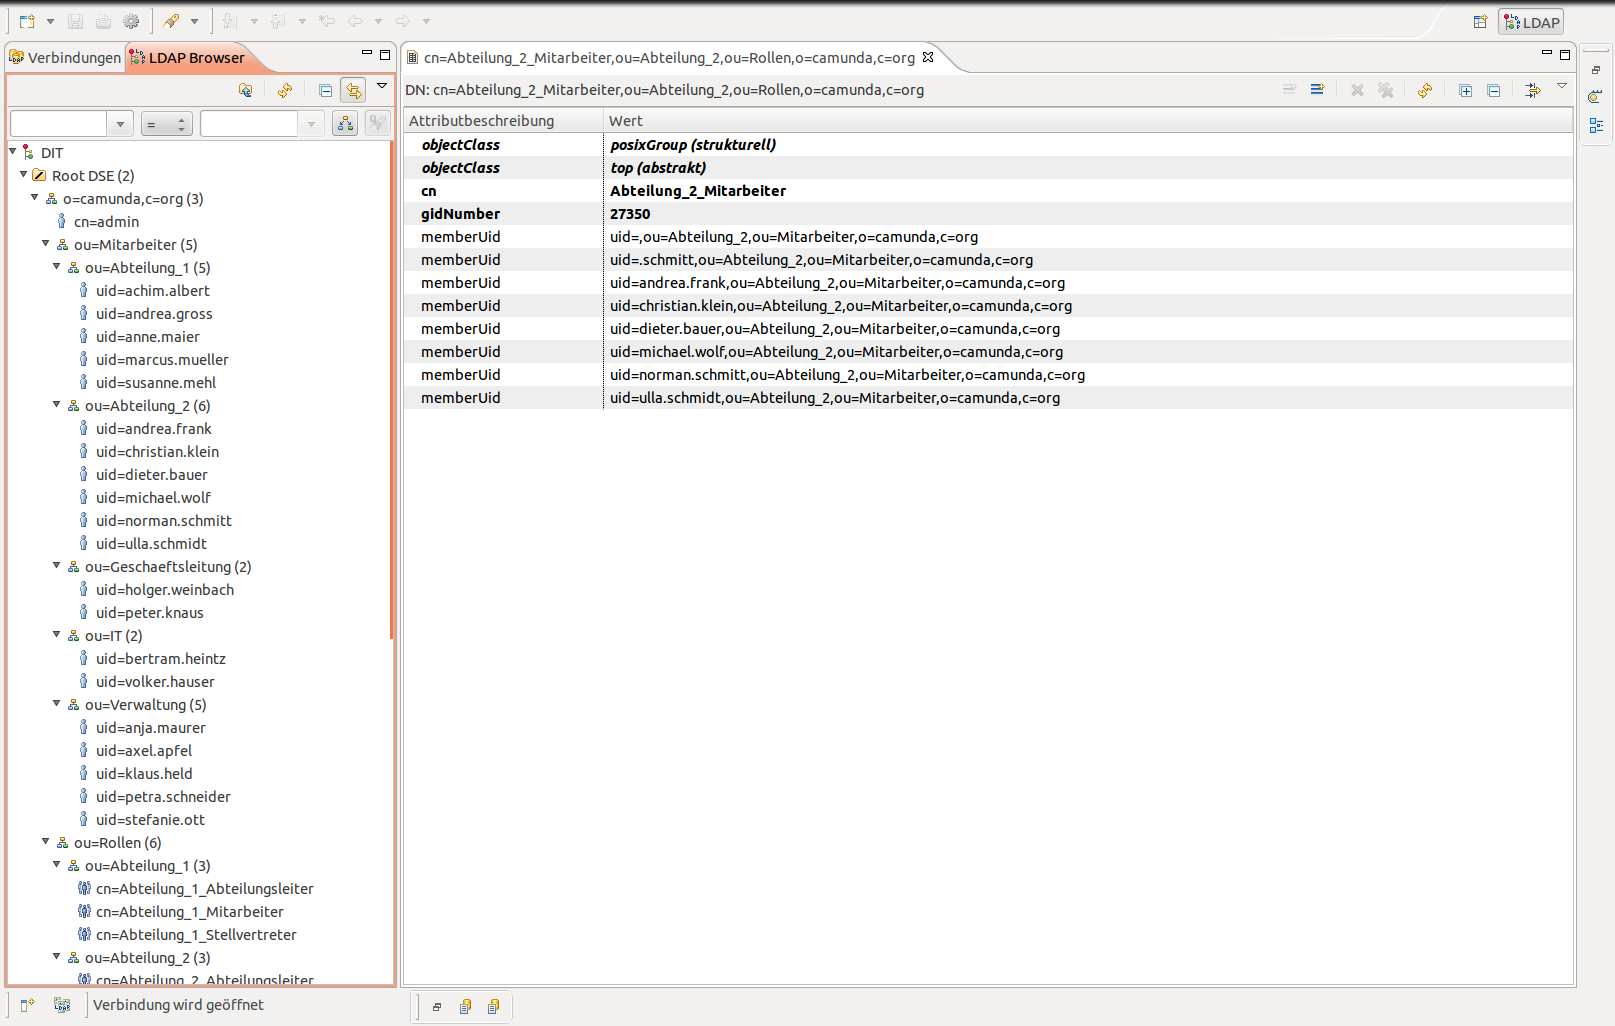 LDAP
Verbindungen
LDAP Browser
cn=Abteilung_2_Mitarbeiter,ou=Abteilung_2,ou=Rollen,o=camunda,c=org
DN: cn=Abteilung_2_Mitarbeiter,ou=Abteilung_2,ou=Rollen,o=camunda,c=org
=
DIT
Root DSE (2)
o=camunda,c=org (3)
cn=admin
ou=Mitarbeiter (5)
ou=Abteilung_1 (5)
uid=achim.albert
uid=andrea.gross
uid=anne.maier
uid=marcus.mueller
uid=susanne.mehl
ou=Abteilung_2 (6)
uid=andrea.frank
uid=christian.klein
uid=dieter.bauer
uid=michael.wolf
uid=norman.schmitt
uid=ulla.schmidt
ou=Geschaeftsleitung (2)
uid=holger.weinbach
uid=peter.knaus
ou=IT (2)
uid=bertram.heintz
uid=volker.hauser
ou=Verwaltung (5)
uid=anja.maurer
uid=axel.apfel
uid=klaus.held
uid=petra.schneider
uid=stefanie.ott
ou=Rollen (6)
ou=Abteilung_1 (3)
cn=Abteilung_1_Abteilungsleiter
cn=Abteilung_1_Mitarbeiter
cn=Abteilung_1_Stellvertreter
ou=Abteilung_2 (3)
cn=Abteilung_2_Abteilungsleiter
Attributbeschreibung Wert
objectClass posixGroup (strukturell)
objectClass top (abstrakt)
cn Abteilung_2_Mitarbeiter
gidNumber 27350
memberUid uid=,ou=Abteilung_2,ou=Mitarbeiter,o=camunda,c=org
memberUid uid=.schmitt,ou=Abteilung_2,ou=Mitarbeiter,o=camunda,c=org
memberUid uid=andrea.frank,ou=Abteilung_2,ou=Mitarbeiter,o=camunda,c=org
memberUid uid=christian.klein,ou=Abteilung_2,ou=Mitarbeiter,o=camunda,c=org
memberUid uid=dieter.bauer,ou=Abteilung_2,ou=Mitarbeiter,o=camunda,c=org
memberUid uid=michael.wolf,ou=Abteilung_2,ou=Mitarbeiter,o=camunda,c=org
memberUid uid=norman.schmitt,ou=Abteilung_2,ou=Mitarbeiter,o=camunda,c=org
memberUid uid=ulla.schmidt,ou=Abteilung_2,ou=Mitarbeiter,o=camunda,c=org
Verbindung wird geöffnet